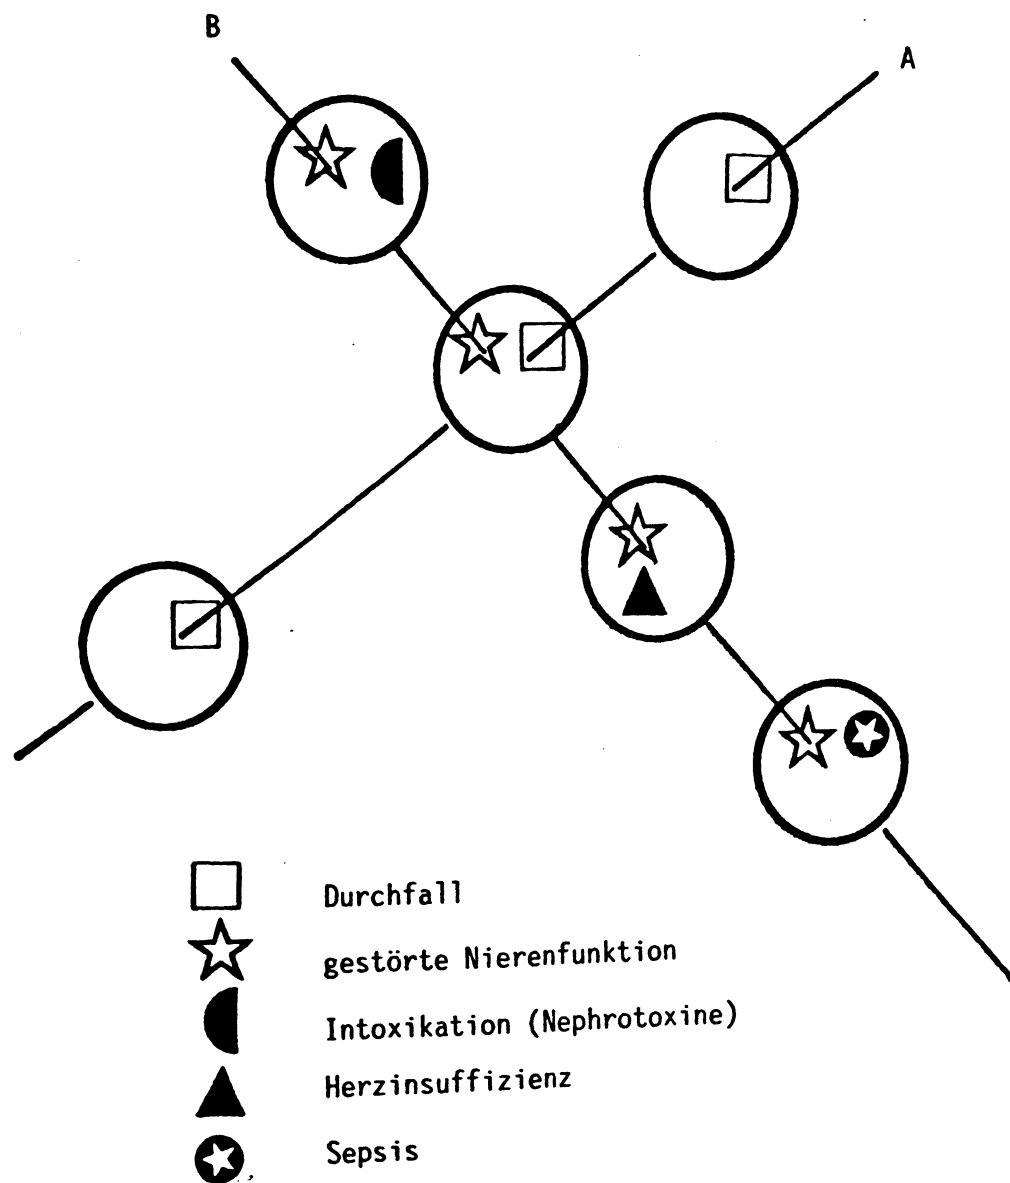 B
A
Durchfall
gestörte Nierenfunktion
Intoxikation (Nephrotoxine)
Herzinsuffizienz
Sepsis